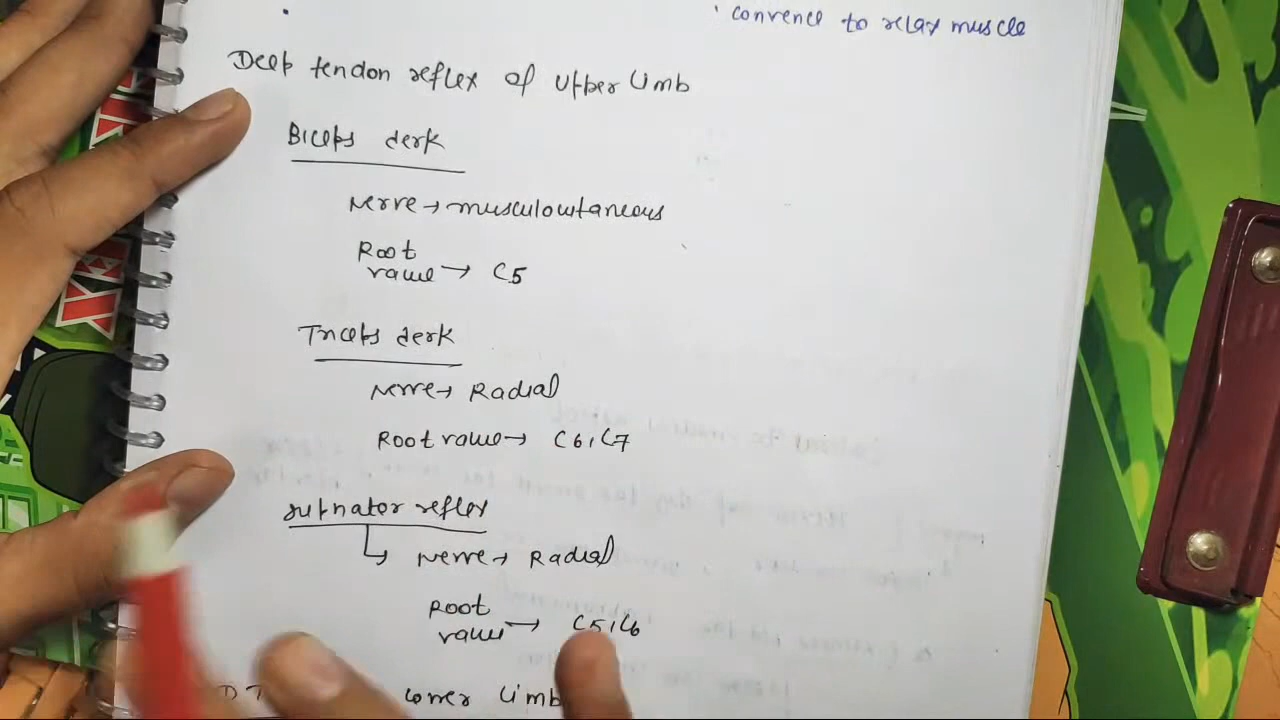 convence to relax muscle
Deep tendon reflex of Upper limb
Biceps Jerk
Nerve → musculocutaneous
Root
value → C5
Triceps Jerk
Nerve → Radial
Root value → C6, C7
supinator reflex
Nerve → Radial
Root
value → C5, C6
DT
Lower limb